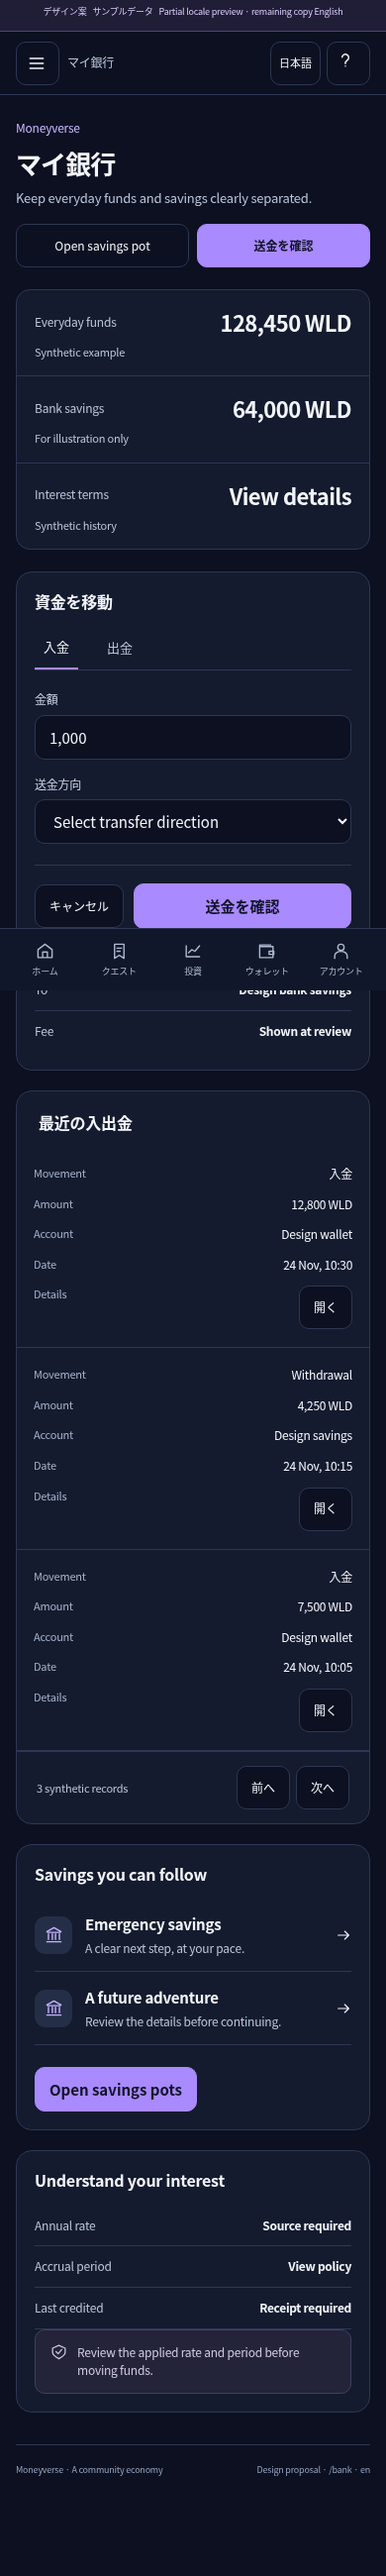 デザイン案 サンプルデータ Partial locale preview · remaining copy English
マイ銀行
日本語
?
Moneyverse
マイ銀行
Keep everyday funds and savings clearly separated.
Open savings pot
送金を確認
Everyday funds
128,450 WLD
Synthetic example
Bank savings
64,000 WLD
For illustration only
Interest terms
View details
Synthetic history
資金を移動
入金 出金
金額
1,000
送金方向
Select transfer direction
キャンセル
送金を確認
ホーム クエスト 投資 ウォレット アカウント
To Design bank savings
Fee Shown at review
最近の入出金
Movement 入金
Amount 12,800 WLD
Account Design wallet
Date 24 Nov, 10:30
Details 開く
Movement Withdrawal
Amount 4,250 WLD
Account Design savings
Date 24 Nov, 10:15
Details 開く
Movement 入金
Amount 7,500 WLD
Account Design wallet
Date 24 Nov, 10:05
Details 開く
3 synthetic records 前へ 次へ
Savings you can follow
Emergency savings
A clear next step, at your pace.
A future adventure
Review the details before continuing.
Open savings pots
Understand your interest
Annual rate Source required
Accrual period View policy
Last credited Receipt required
Review the applied rate and period before
moving funds.
Moneyverse · A community economy Design proposal · /bank · en